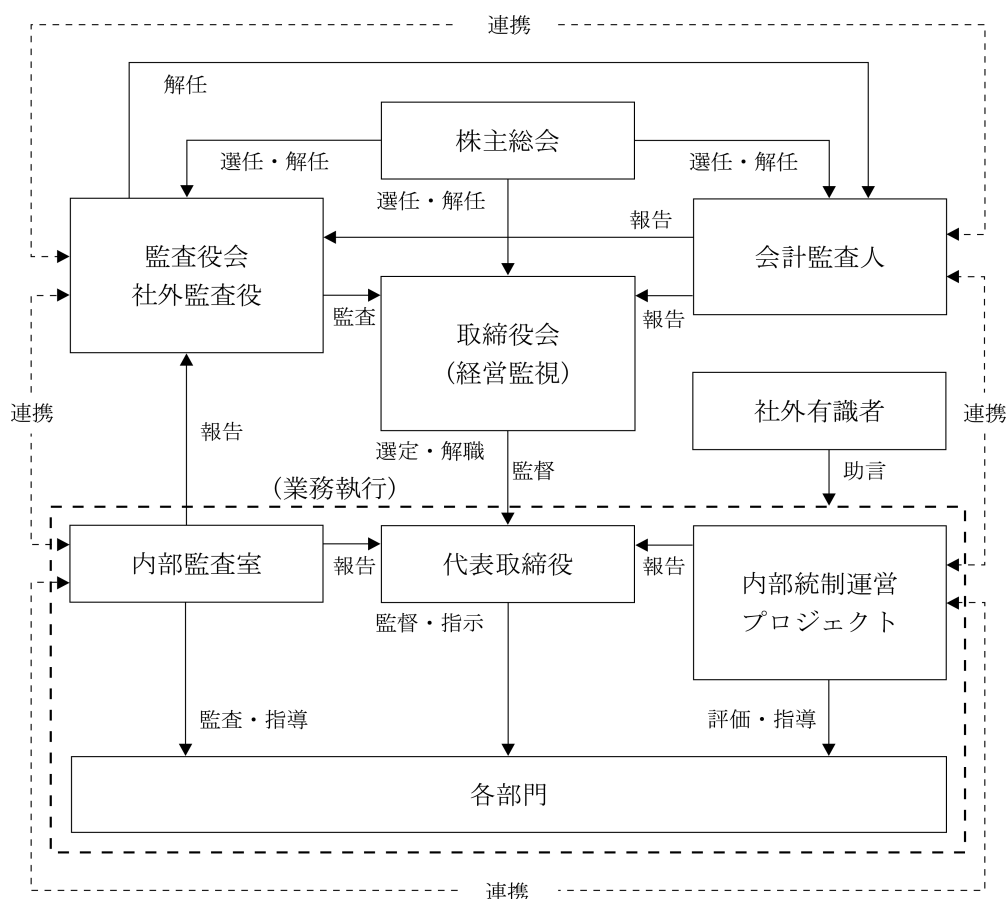 連携
解任
株主総会
選任・解任
選任・解任
選任・解任
報告
監査役会
社外監査役
会計監査人
監査
報告
取締役会
(経営監視)
社外有識者
連携
連携
報告
選定・解職
監督
助言
(業務執行)
内部監査室
報告
代表取締役
報告
内部統制運営
プロジェクト
監督・指示
監査・指導
評価・指導
各部門
連携